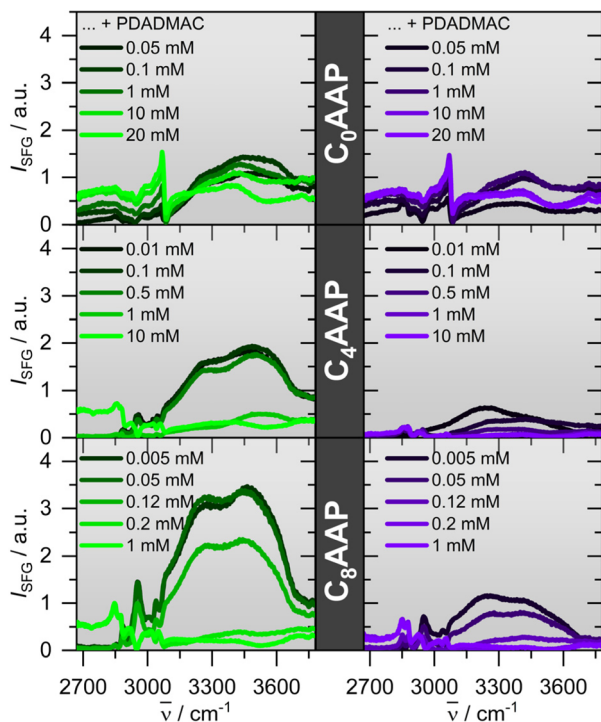 ... + PDADMAC
0.05 mM
0.1 mM
1 mM
10 mM
20 mM
4
3
2
1
0
I_SFG / a.u.
C₀AAP
... + PDADMAC
0.05 mM
0.1 mM
1 mM
10 mM
20 mM
0.01 mM
0.1 mM
0.5 mM
1 mM
10 mM
4
3
2
1
0
I_SFG / a.u.
C₄AAP
0.01 mM
0.1 mM
0.5 mM
1 mM
10 mM
0.005 mM
0.05 mM
0.12 mM
0.2 mM
1 mM
4
3
2
1
0
I_SFG / a.u.
C₈AAP
0.005 mM
0.05 mM
0.12 mM
0.2 mM
1 mM
2700 3000 3300 3600
ν̅ / cm⁻¹
2700 3000 3300 3600
ν̅ / cm⁻¹